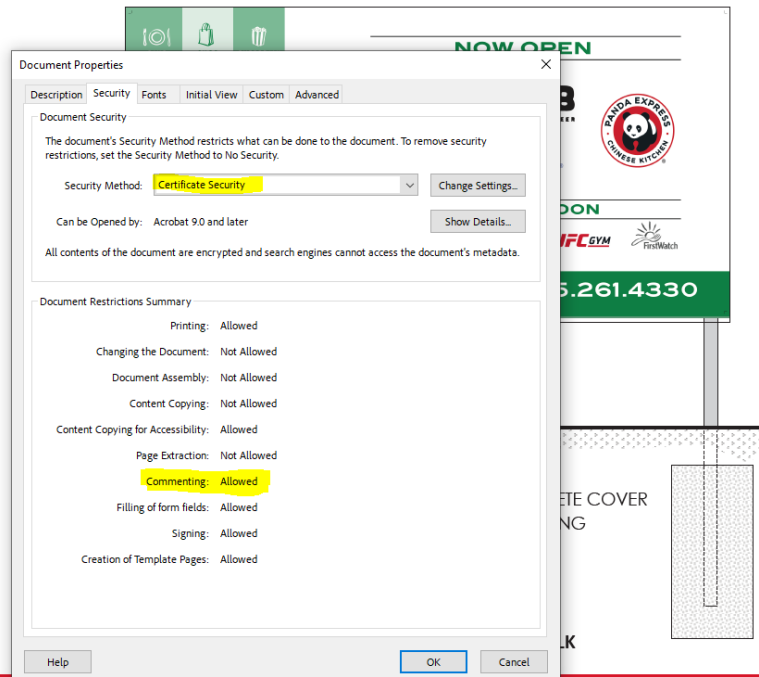 NOW OPEN
Document Properties
Description Security Fonts Initial View Custom Advanced
Document Security
The document's Security Method restricts what can be done to the document. To remove security
restrictions, set the Security Method to No Security.
Security Method: Certificate Security Change Settings...
Can be Opened by: Acrobat 9.0 and later Show Details...
All contents of the document are encrypted and search engines cannot access the document's metadata.
Document Restrictions Summary
Printing: Allowed
Changing the Document: Not Allowed
Document Assembly: Not Allowed
Content Copying: Not Allowed
Content Copying for Accessibility: Allowed
Page Extraction: Not Allowed
Commenting: Allowed
Filling of form fields: Allowed
Signing: Allowed
Creation of Template Pages: Allowed
Help OK Cancel
PANDA EXPRESS
CHINESE KITCHEN
OON
UFC GYM
FirstWatch
5.261.4330
ETE COVER
NG
LK